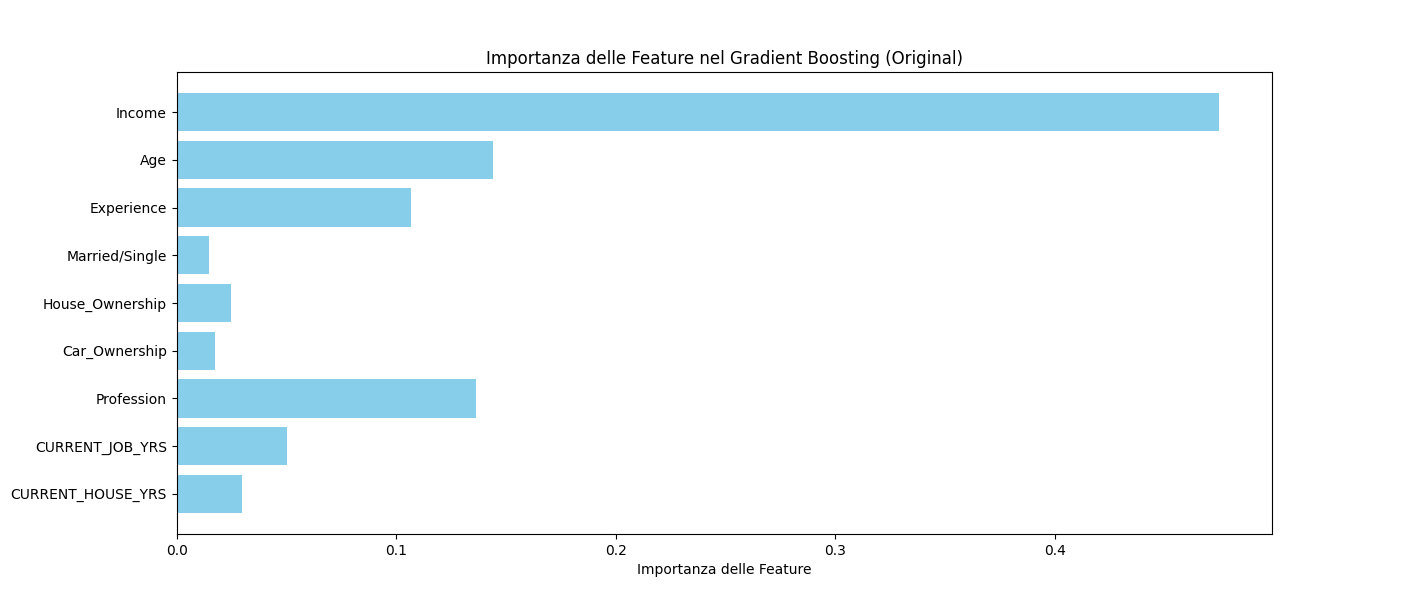 Importanza delle Feature nel Gradient Boosting (Original)
Income
Age
Experience
Married/Single
House_Ownership
Car_Ownership
Profession
CURRENT_JOB_YRS
CURRENT_HOUSE_YRS
0.0 0.1 0.2 0.3 0.4
Importanza delle Feature